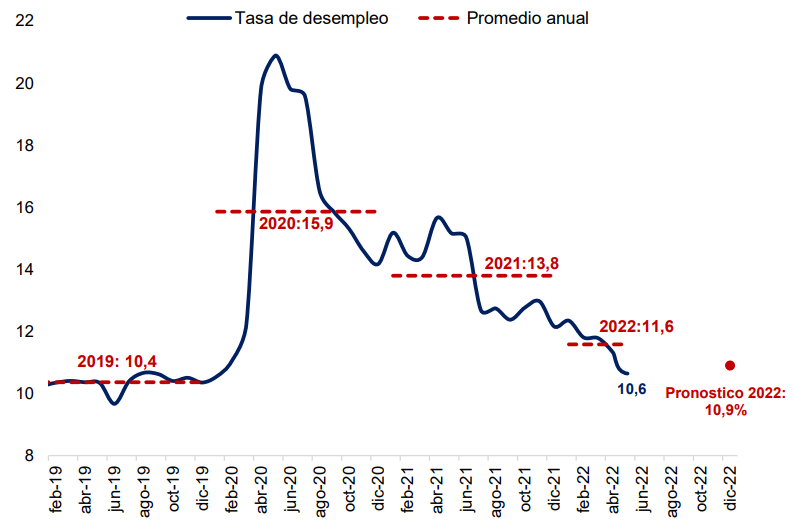 Tasa de desempleo
Promedio anual
22
20
18
16
14
12
10
8
2019: 10,4
2020:15,9
2021:13,8
2022:11,6
10,6
Pronostico 2022:
10,9%
feb-19
abr-19
jun-19
ago-19
oct-19
dic-19
feb-20
abr-20
jun-20
ago-20
oct-20
dic-20
feb-21
abr-21
jun-21
ago-21
oct-21
dic-21
feb-22
abr-22
jun-22
ago-22
oct-22
dic-22